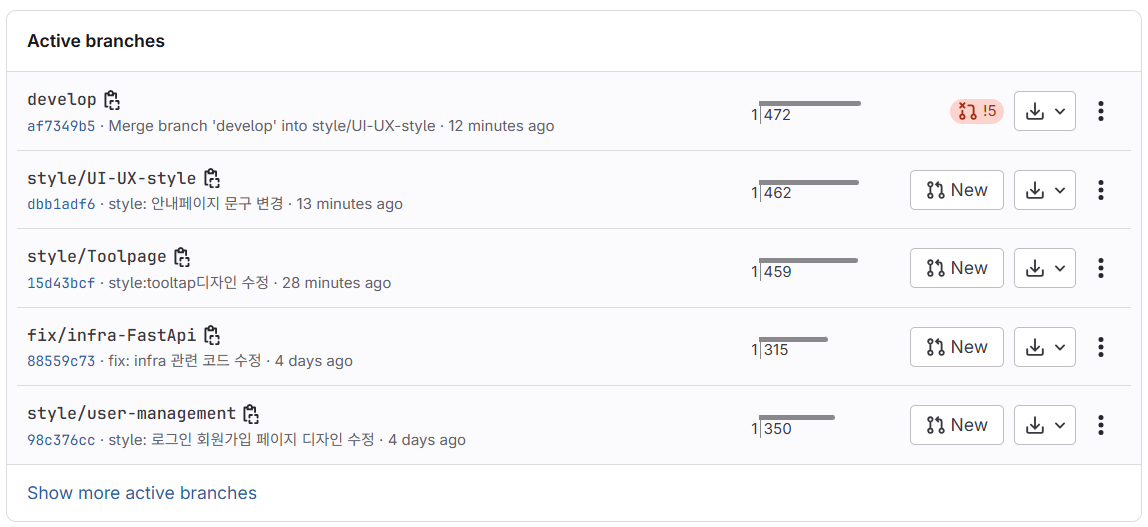 Active branches
develop
af7349b5 · Merge branch 'develop' into style/UI-UX-style · 12 minutes ago
1 472
!5
style/UI-UX-style
dbb1adf6 · style: 안내페이지 문구 변경 · 13 minutes ago
1 462
New
style/Toolpage
15d43bcf · style:tooltap디자인 수정 · 28 minutes ago
1 459
New
fix/infra-FastApi
88559c73 · fix: infra 관련 코드 수정 · 4 days ago
1 315
New
style/user-management
98c376cc · style: 로그인 회원가입 페이지 디자인 수정 · 4 days ago
1 350
New
Show more active branches